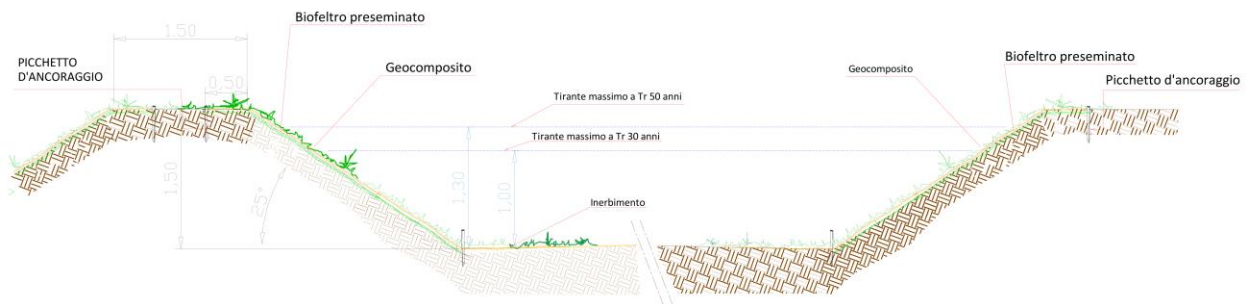 Biofeltro preseminato
1.50
PICCHETTO
D'ANCORAGGIO
0.50
Geocomposito
Tirante massimo a Tr 50 anni
Tirante massimo a Tr 30 anni
1,50
25°
1,30
1,00
Inerbimento
Biofeltro preseminato
Geocomposito
Picchetto d'ancoraggio